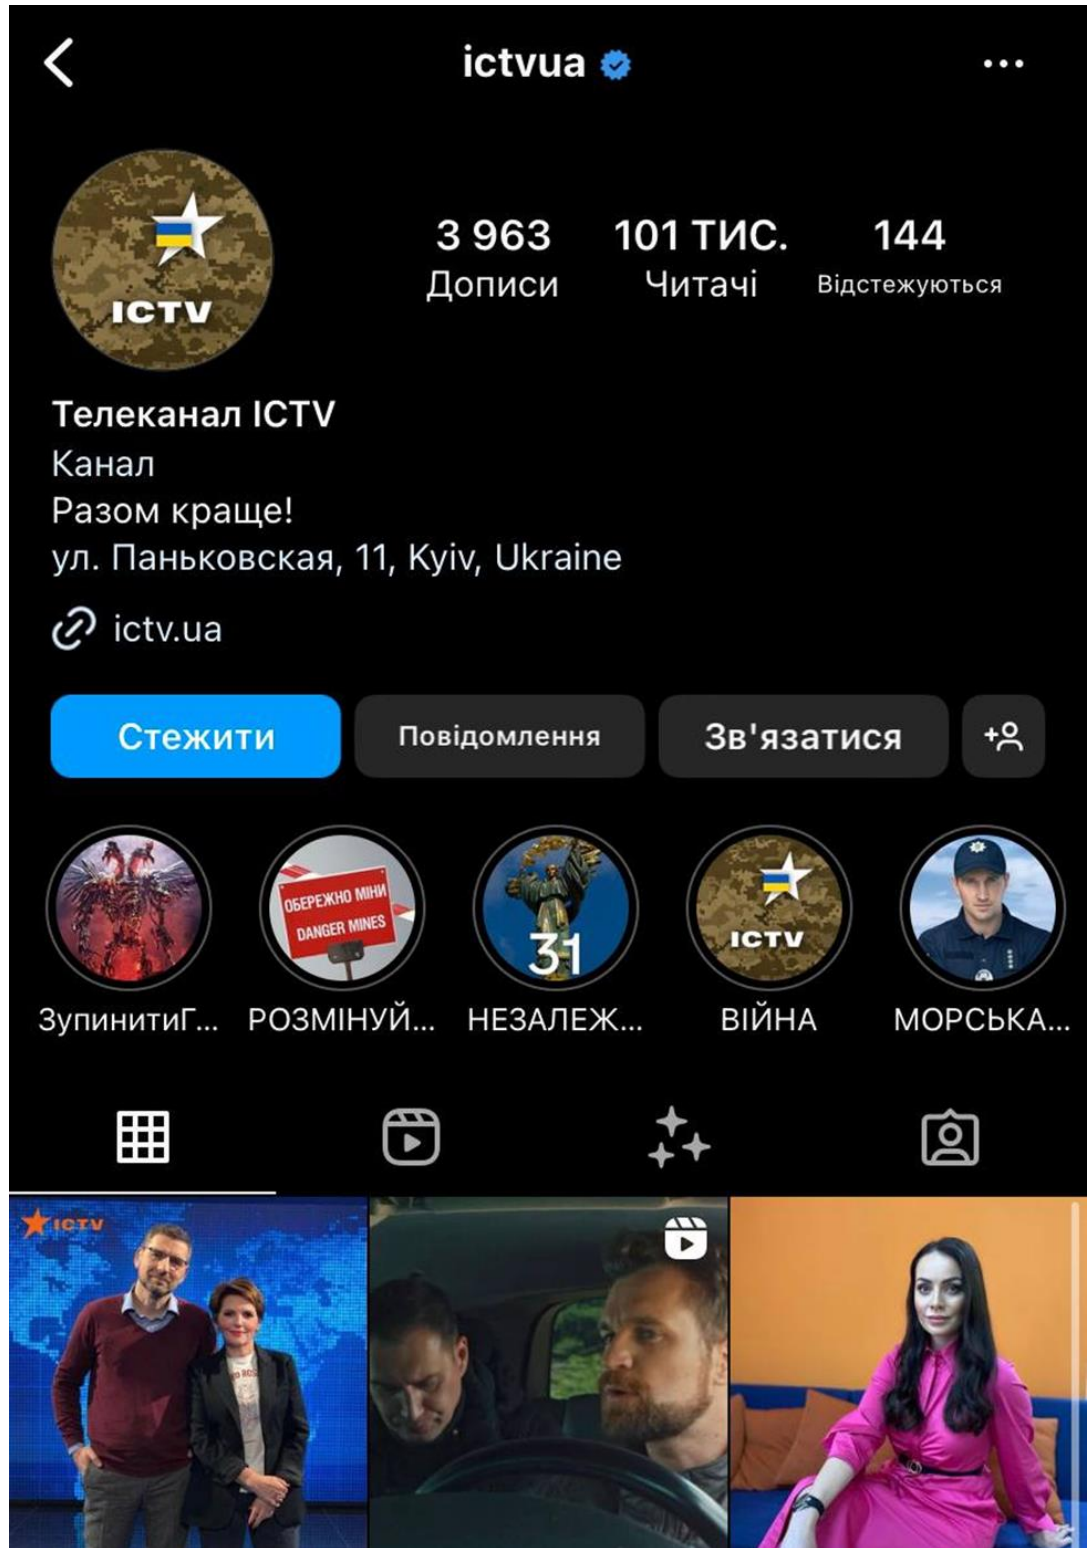 ictvua
ICTV
3 963 101 ТИС. 144
Дописи Читачі Відстежуються
Телеканал ICTV
Канал
Разом краще!
ул. Паньковская, 11, Kyiv, Ukraine
ictv.ua
Стежити Повідомлення Зв'язатися
ОБЕРЕЖНО МІНИ
DANGER MINES
31
ICTV
ЗупинитиГ... РОЗМІНУЙ... НЕЗАЛЕЖ... ВІЙНА МОРСЬКА...
ICTV